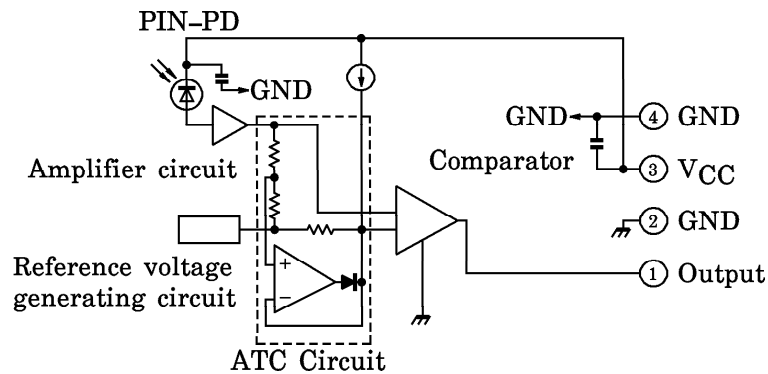 PIN–PD
GND
GND
4 GND
Amplifier circuit
Comparator
3 VCC
2 GND
Reference voltage
generating circuit
+
−
1 Output
ATC Circuit